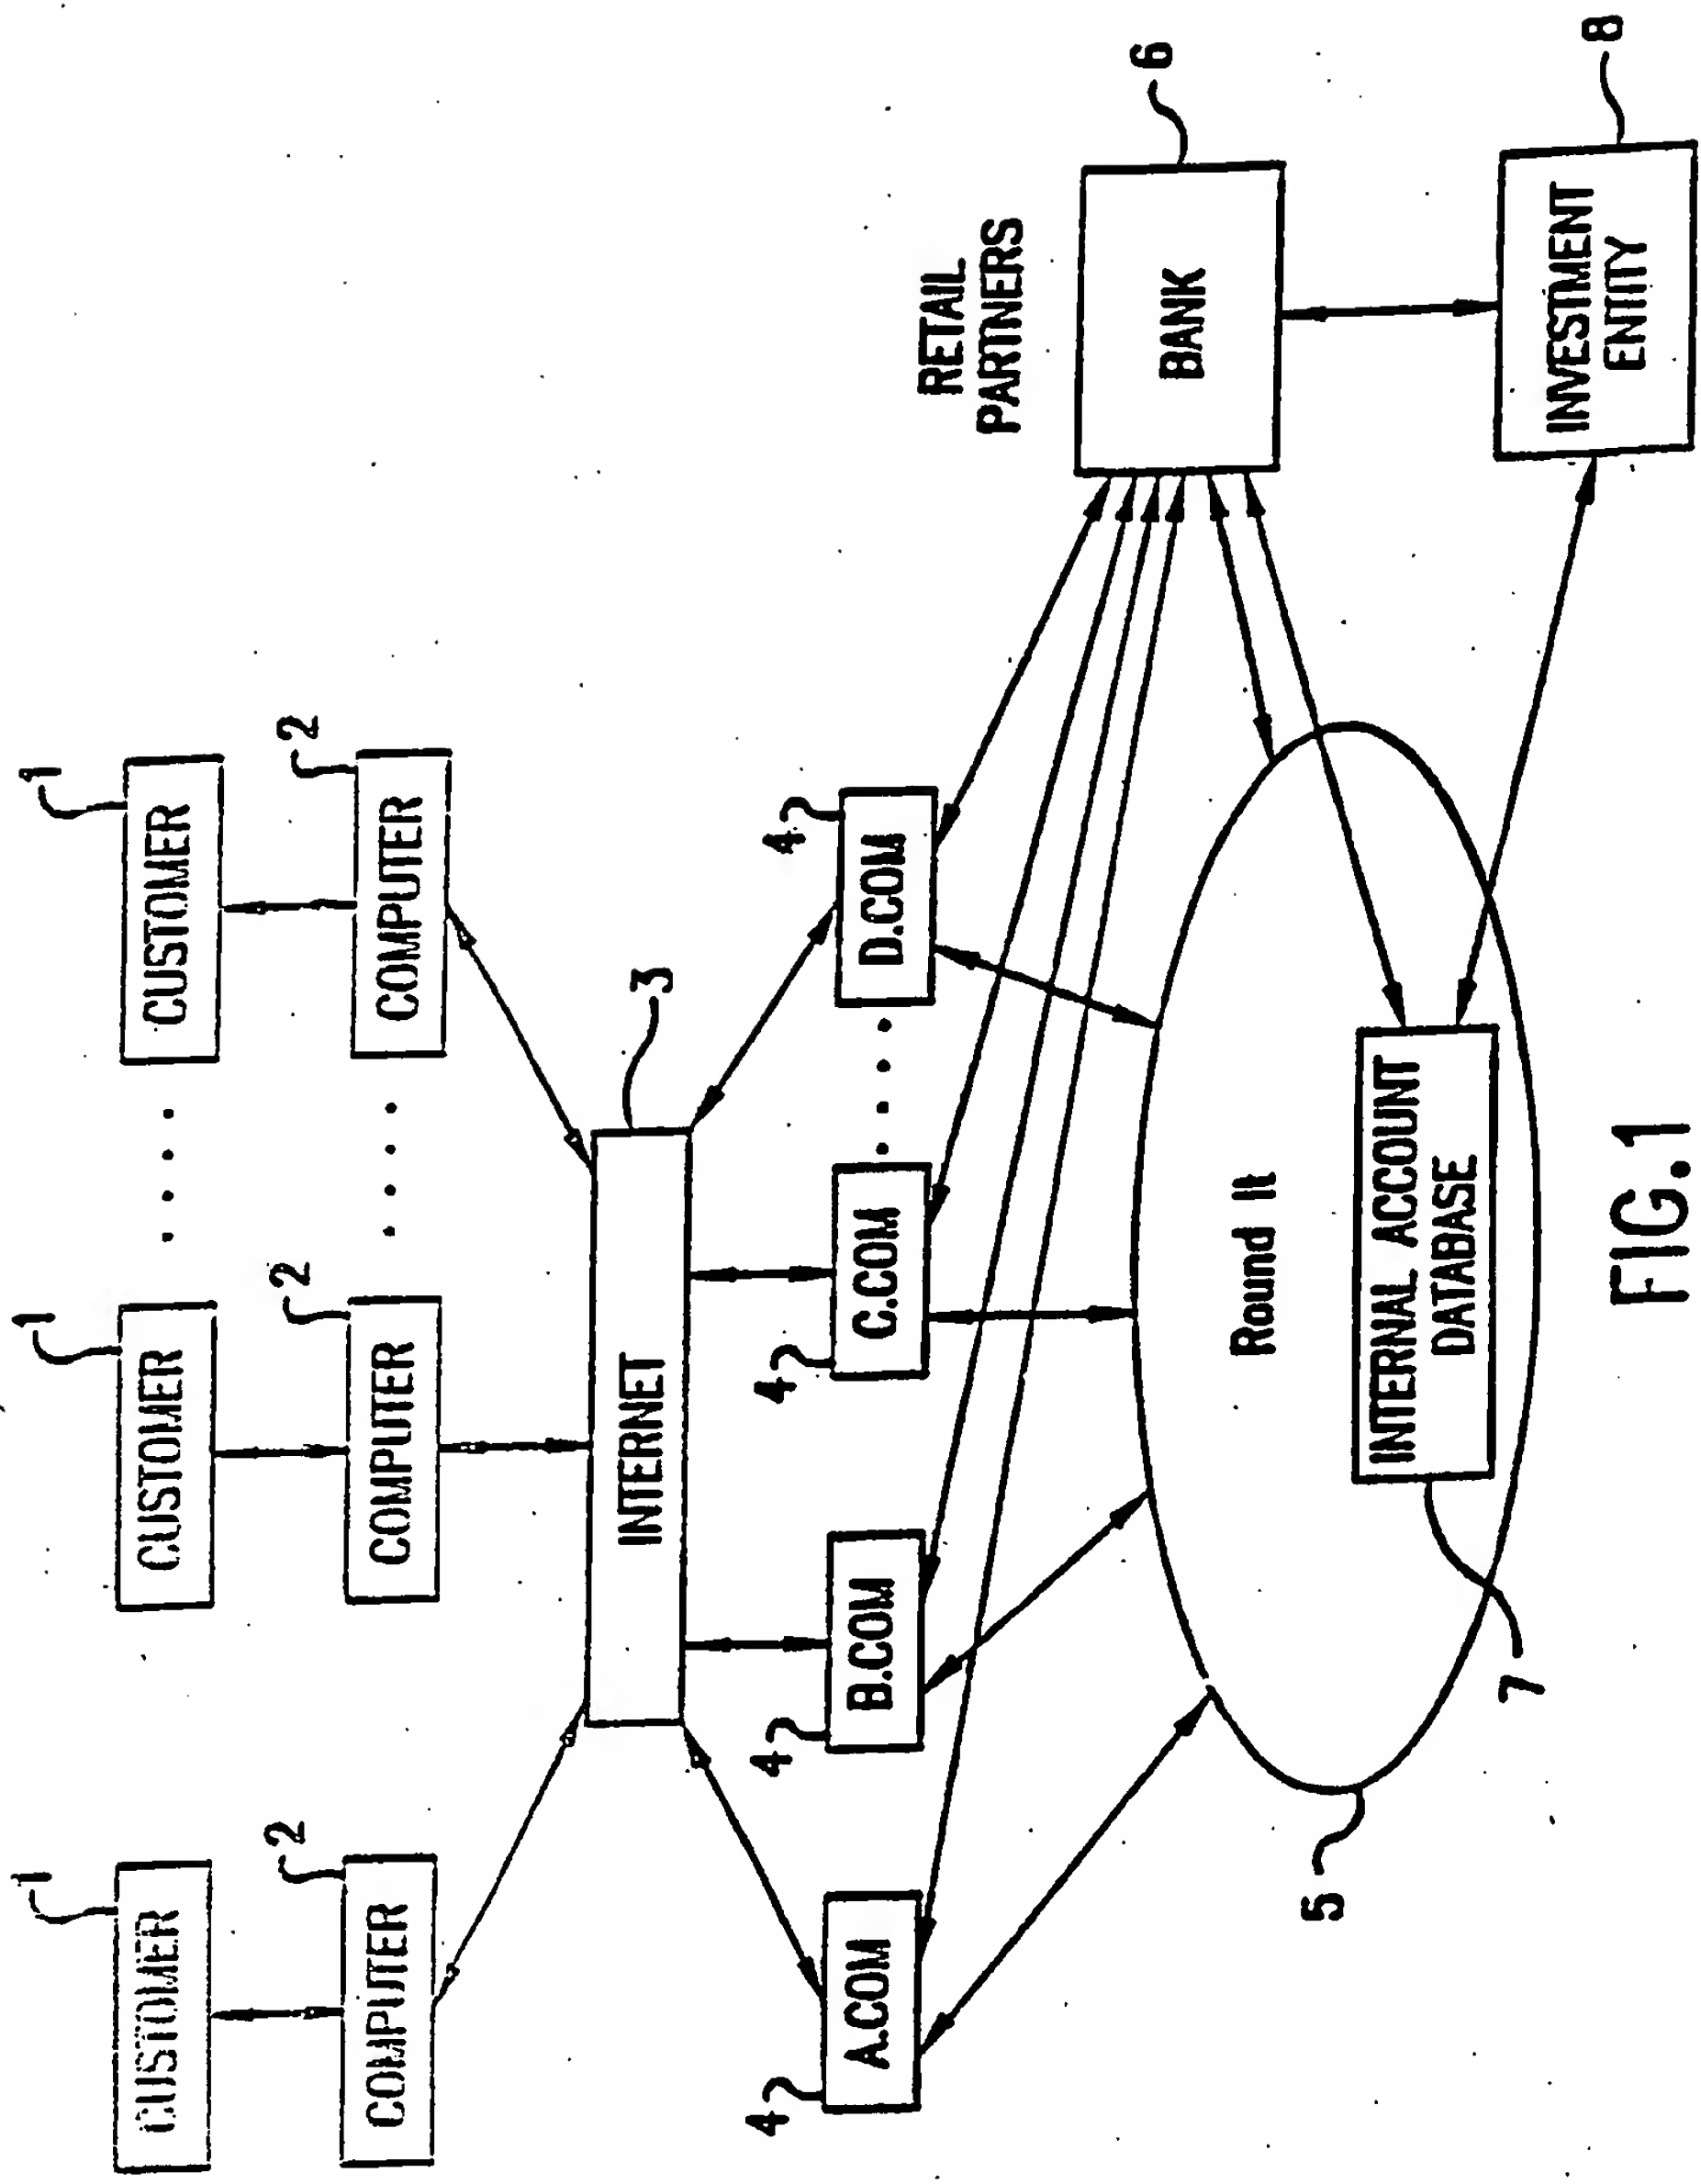 1
1
1
CUSTOMER
CUSTOMER
CUSTOMER
2
2
2
COMPUTER
COMPUTER
COMPUTER
3
INTERNET
4
4
4
4
A.COM
B.COM
C.COM
D.COM
RETAIL
PARTNERS
6
BANK
Round It
5
INTERNAL ACCOUNT
DATABASE
7
INVESTMENT
ENTITY
8
FIG.1